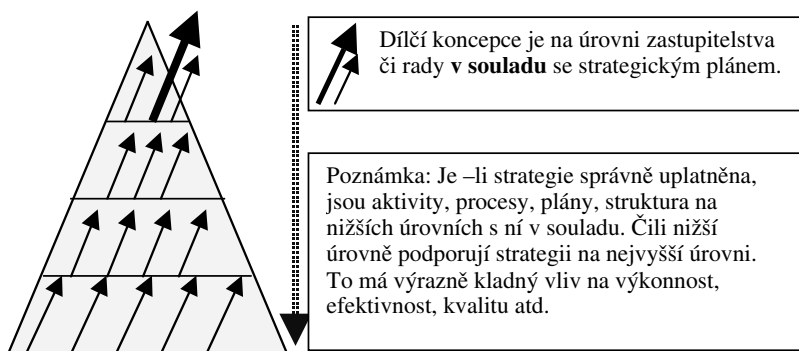 Dílčí koncepce je na úrovni zastupitelstva
či rady v souladu se strategickým plánem.
Poznámka: Je –li strategie správně uplatněna,
jsou aktivity, procesy, plány, struktura na
nižších úrovních s ní v souladu. Čili nižší
úrovně podporují strategii na nejvyšší úrovni.
To má výrazně kladný vliv na výkonnost,
efektivnost, kvalitu atd.